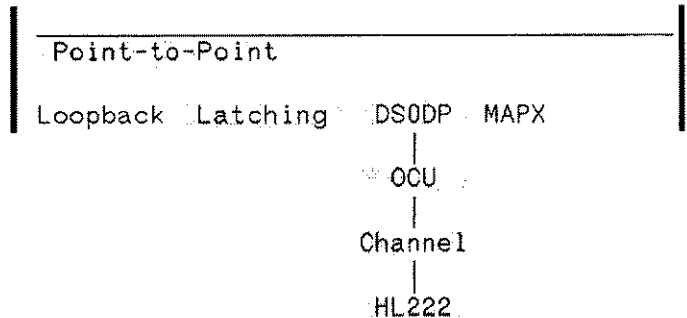 Point-to-Point
Loopback Latching DS0DP MAPX
OCU
Channel
HL222